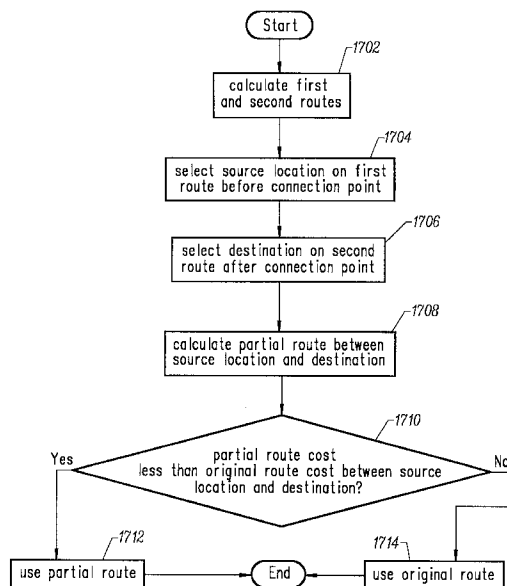 Start
1702
calculate first
and second routes
1704
select source location on first
route before connection point
1706
select destination on second
route after connection point
1708
calculate partial route between
source location and destination
1710
partial route cost
less than original route cost between source
location and destination?
Yes
No
1712
use partial route
End
1714
use original route